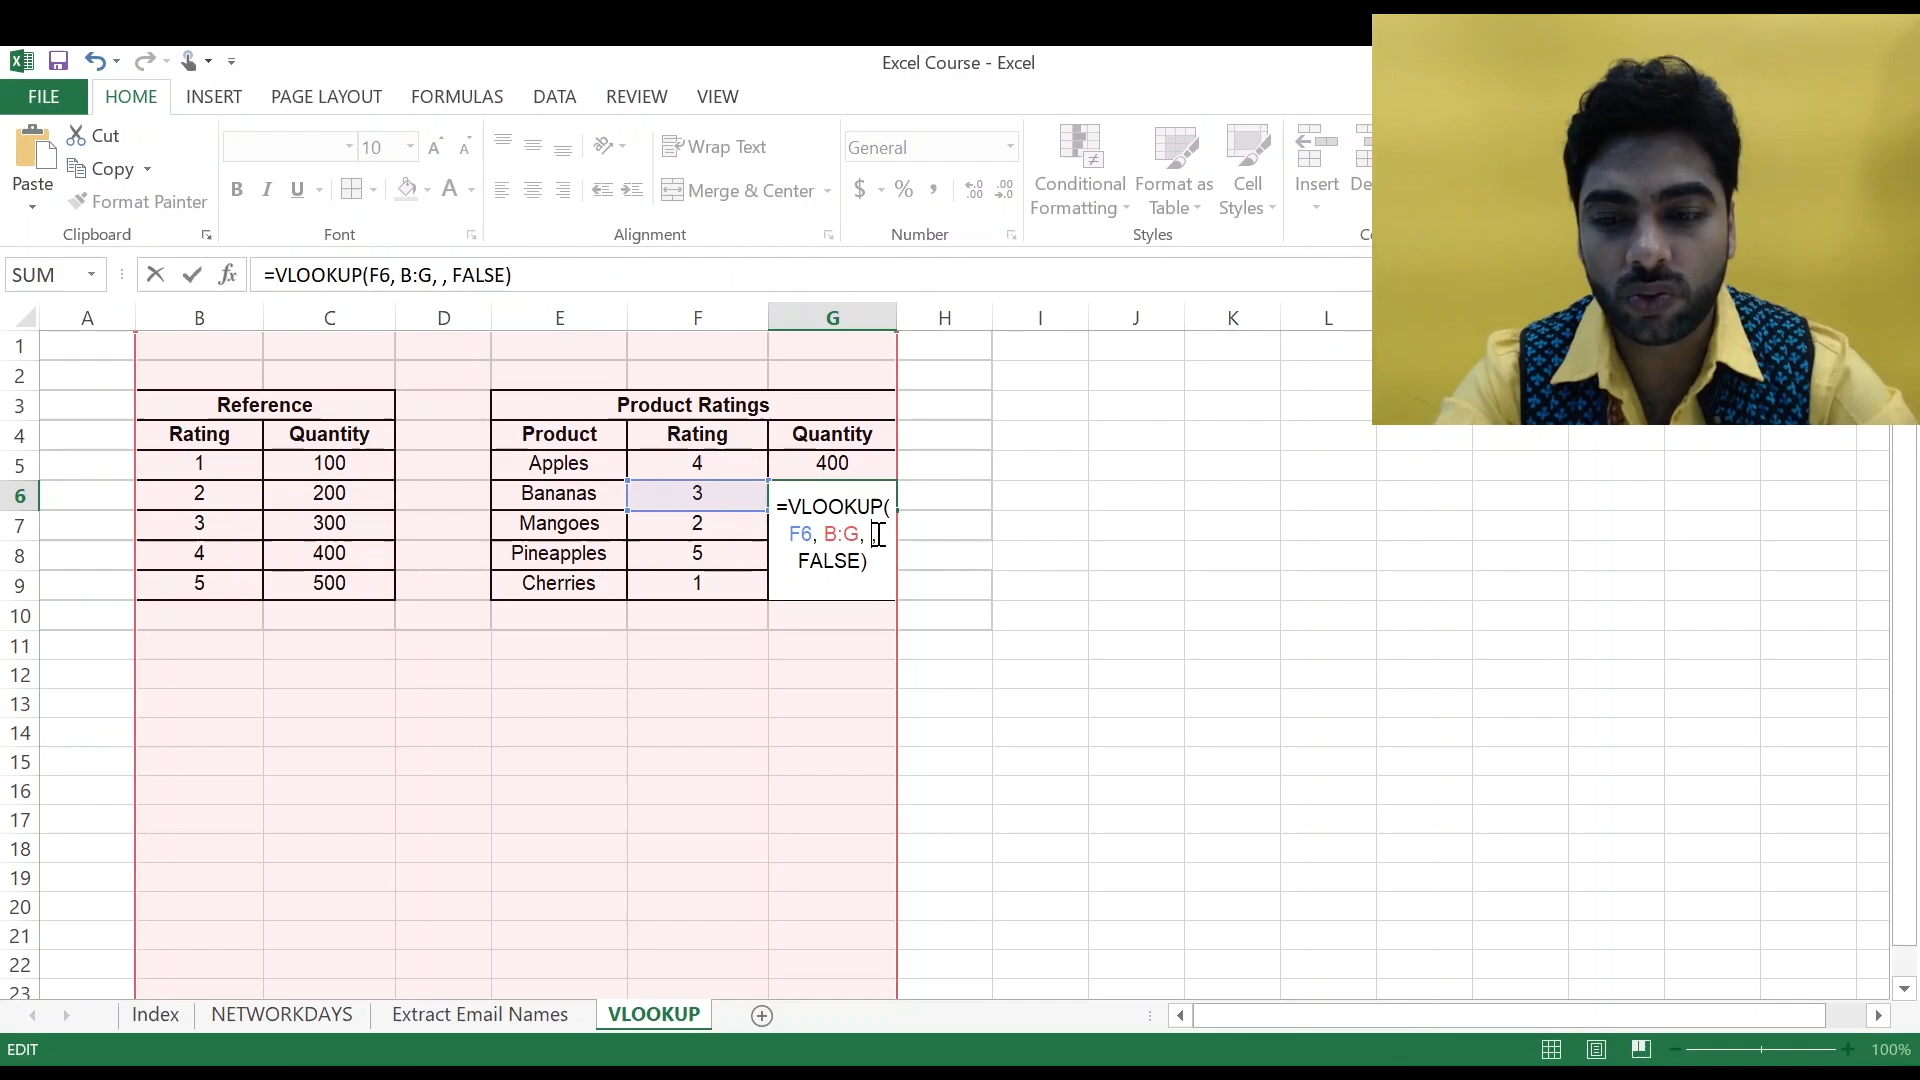 Excel Course - Excel
FILE HOME INSERT PAGE LAYOUT FORMULAS DATA REVIEW VIEW
Cut
Copy
Format Painter
Paste
Clipboard
10
B I U A
Font
Wrap Text
Merge & Center
Alignment
General
$ %
Number
Conditional Formatting
Format as Table
Cell Styles
Styles
Insert
De
SUM
=VLOOKUP(F6, B:G, , FALSE)
A B C D E F G H I J K L
1
2
3 Reference Product Ratings
4 Rating Quantity Product Rating Quantity
5 1 100 Apples 4 400
6 2 200 Bananas 3 =VLOOKUP(
7 3 300 Mangoes 2 F6, B:G, ,
8 4 400 Pineapples 5 FALSE)
9 5 500 Cherries 1
10
11
12
13
14
15
16
17
18
19
20
21
22
23
Index NETWORKDAYS Extract Email Names VLOOKUP
EDIT 100%